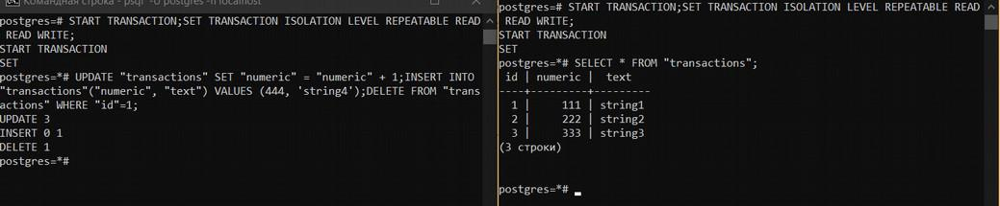 Командная строка - psql -U postgres -h localhost
postgres=# START TRANSACTION;SET TRANSACTION ISOLATION LEVEL REPEATABLE READ
 READ WRITE;
START TRANSACTION
SET
postgres=*# UPDATE "transactions" SET "numeric" = "numeric" + 1;INSERT INTO
"transactions"("numeric", "text") VALUES (444, 'string4');DELETE FROM "trans
actions" WHERE "id"=1;
UPDATE 3
INSERT 0 1
DELETE 1
postgres=*#
postgres=# START TRANSACTION;SET TRANSACTION ISOLATION LEVEL REPEATABLE READ
 READ WRITE;
START TRANSACTION
SET
postgres=*# SELECT * FROM "transactions";
 id | numeric |  text
----+---------+---------
  1 |     111 | string1
  2 |     222 | string2
  3 |     333 | string3
(3 строки)
postgres=*#